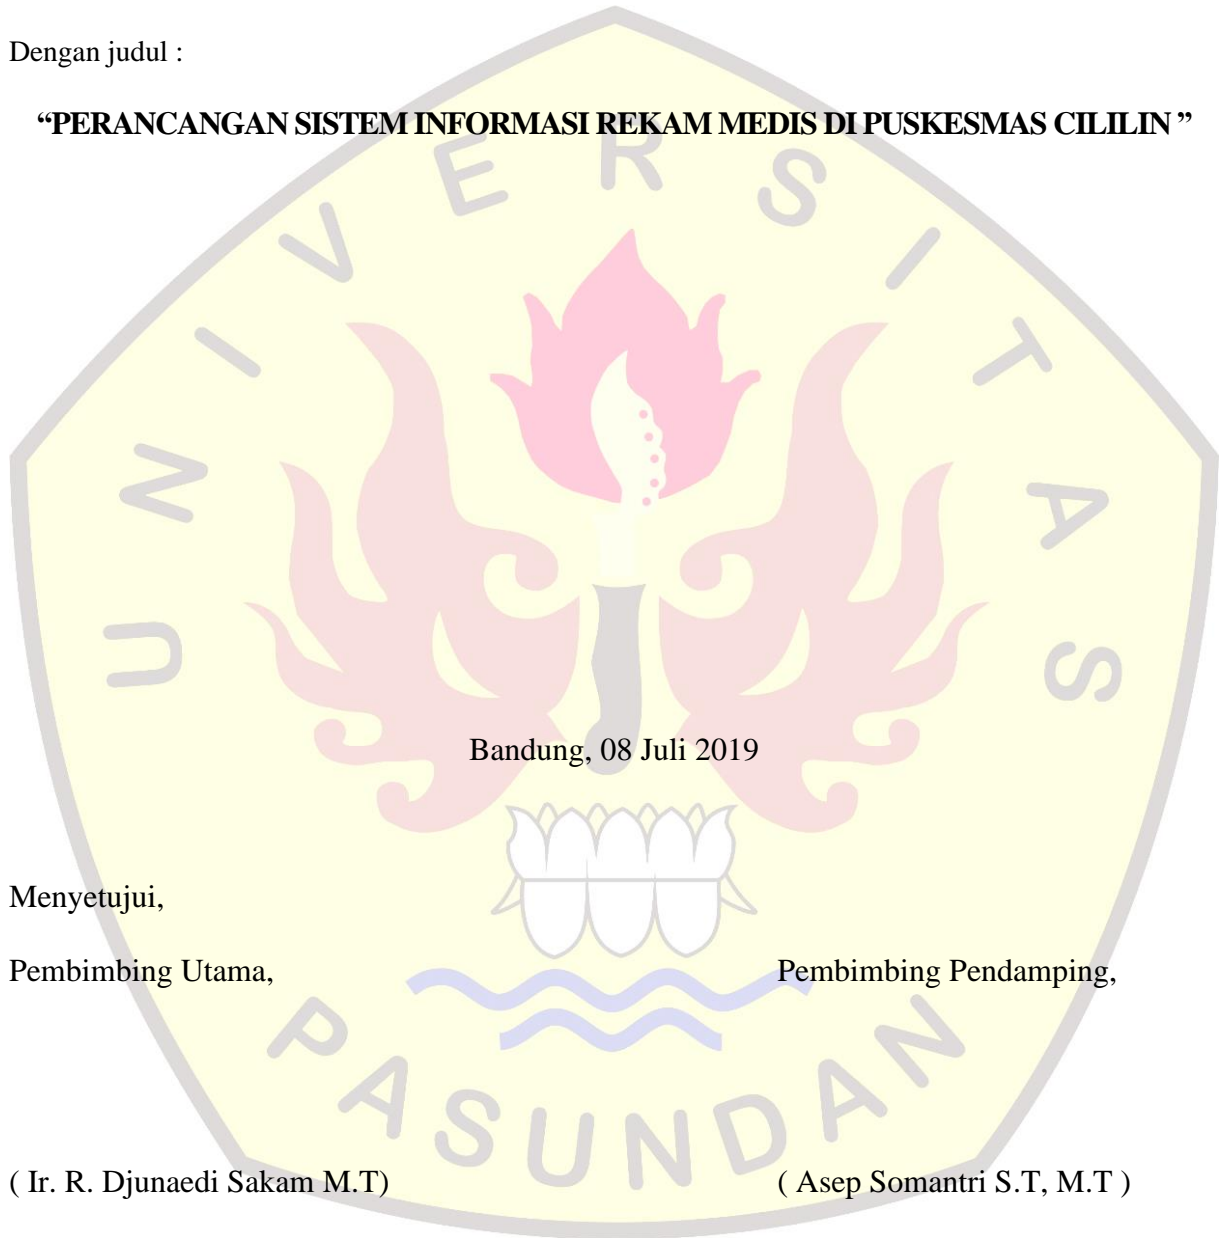 Dengan judul :
“PERANCANGAN SISTEM INFORMASI REKAM MEDIS DI PUSKESMAS CILILIN ”
UNIVERSITAS
Bandung, 08 Juli 2019
Menyetujui,
Pembimbing Utama, Pembimbing Pendamping,
PASUNDAN
( Ir. R. Djunaedi Sakam M.T) ( Asep Somantri S.T, M.T )